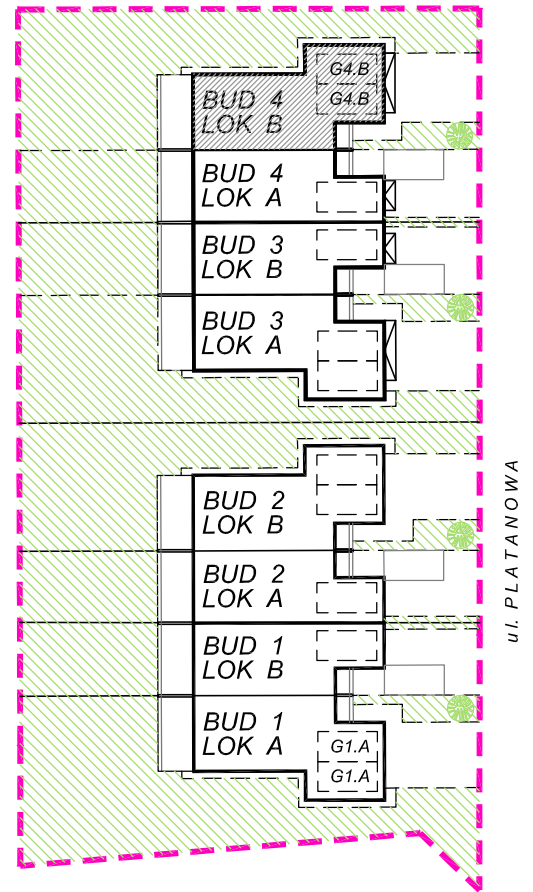 G4.B
G4.B
BUD 4
LOK B
BUD 4
LOK A
BUD 3
LOK B
BUD 3
LOK A
BUD 2
LOK B
BUD 2
LOK A
BUD 1
LOK B
BUD 1
LOK A
G1.A
G1.A
ul. PLATANOWA